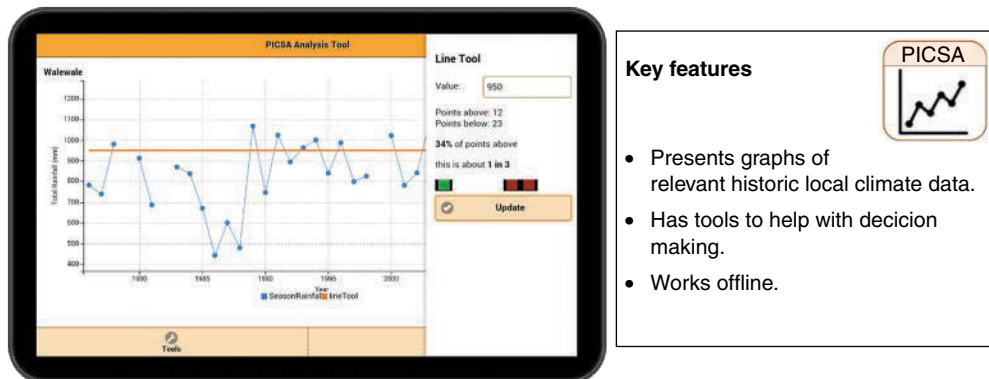 PICSA Analysis Tool
Walewale
Total Rainfall (mm)
1200
1100
1000
900
800
700
600
500
400
1980
1985
1990
1995
2000
Year
SeasonRainfall
lineTool
Tools
Line Tool
Value: 950
Points above: 12
Points below: 23
34% of points above
this is about 1 in 3
Update
PICSA
Key features
• Presents graphs of
relevant historic local climate data.
• Has tools to help with decicion
making.
• Works offline.